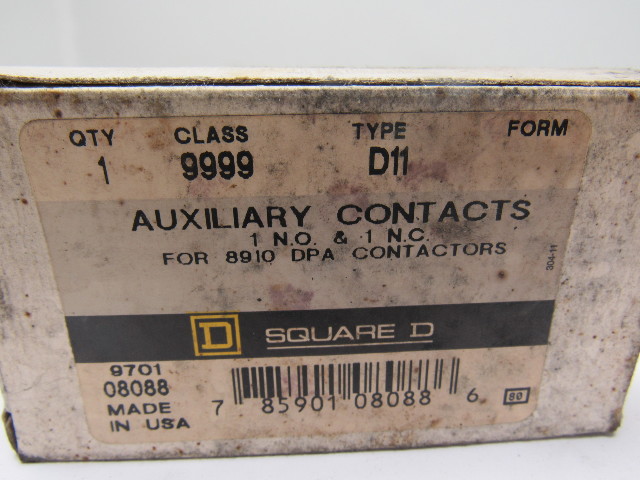 QTY CLASS TYPE FORM
1 9999 D11
AUXILIARY CONTACTS
1 N.O. & 1 N.C.
FOR 8910 DPA CONTACTORS
304-11
D SQUARE D
9701
08088
MADE
IN USA
7 85901 08088 6
80